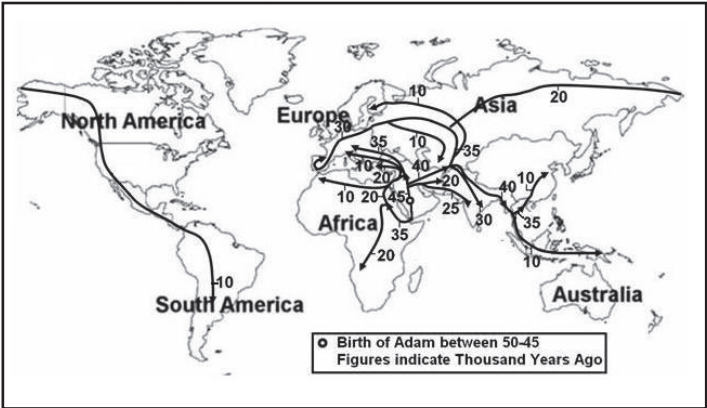 10
Europe
Asia
20
North America
30
35
10
35
10
40
20
20
40
10
10
20
45
25
30
35
Africa
35
20
10
10
Australia
South America
Birth of Adam between 50-45
Figures indicate Thousand Years Ago